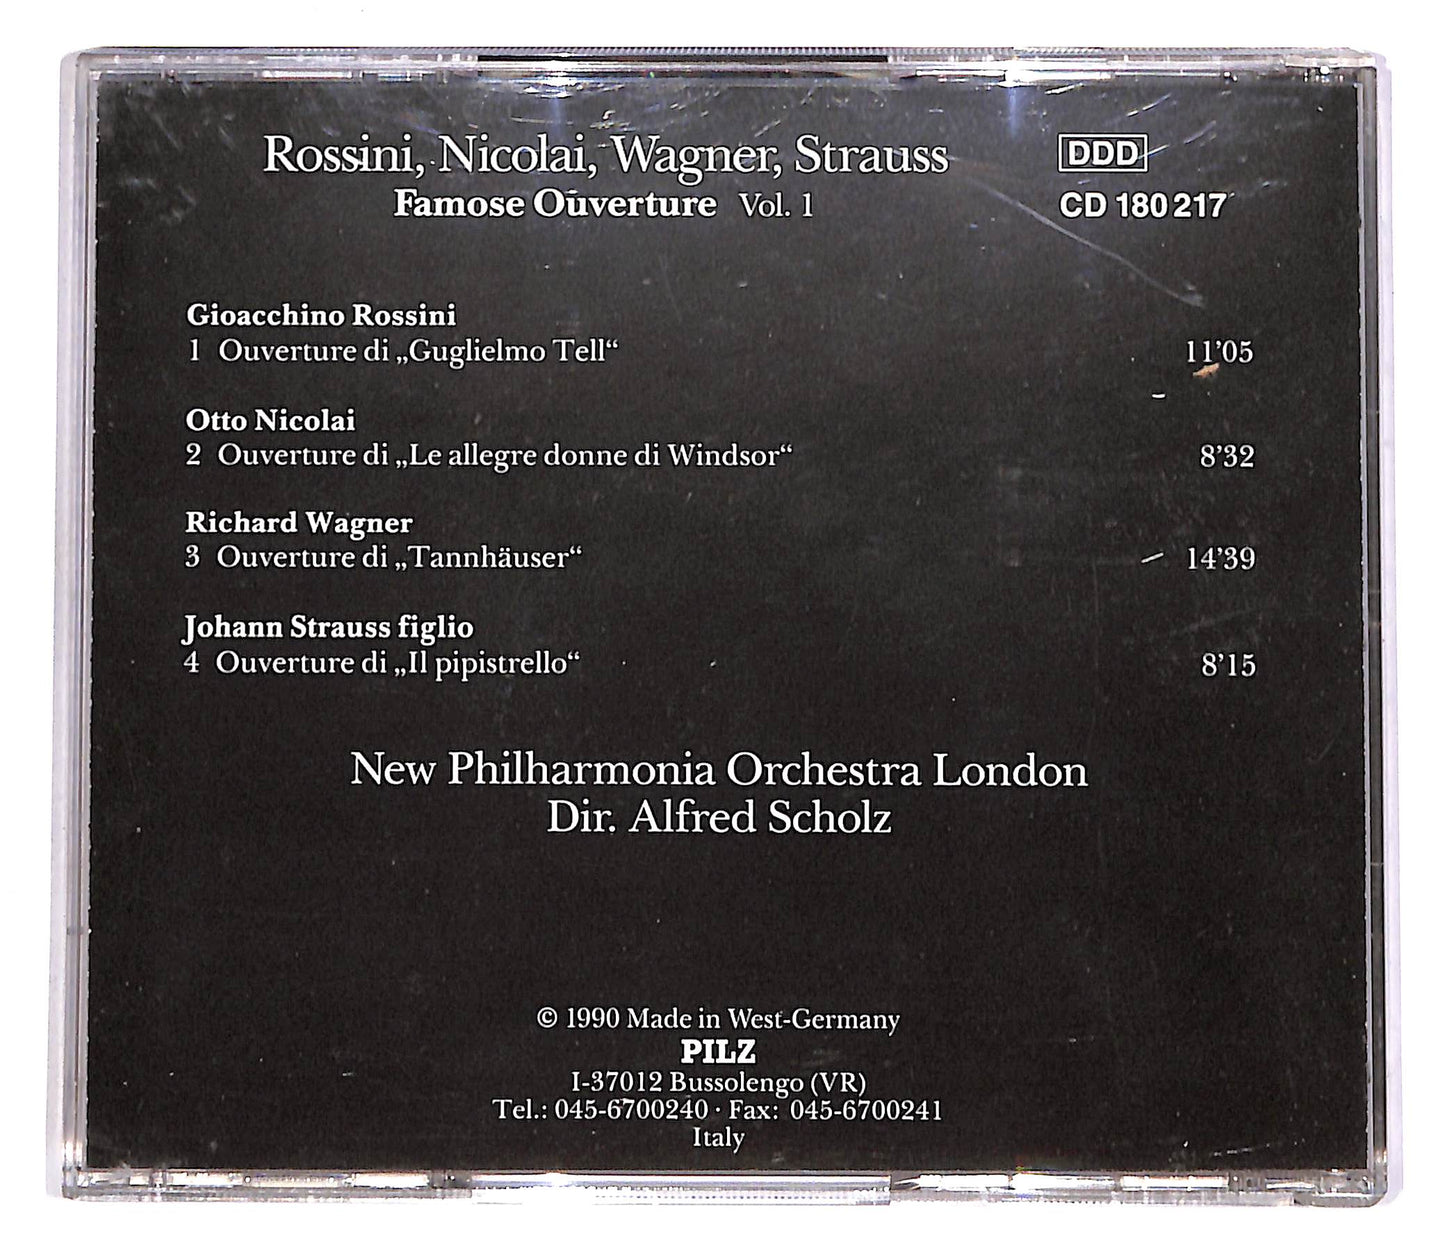 Rossini, Nicolai, Wagner, Strauss DDD
Famose Ouverture Vol. 1 CD 180 217
Gioacchino Rossini
1 Ouverture di „Guglielmo Tell“ 11’05
Otto Nicolai
2 Ouverture di „Le allegre donne di Windsor“ 8’32
Richard Wagner
3 Ouverture di „Tannhäuser“ 14’39
Johann Strauss figlio
4 Ouverture di „Il pipistrello“ 8’15
New Philharmonia Orchestra London
Dir. Alfred Scholz
© 1990 Made in West-Germany
PILZ
I-37012 Bussolengo (VR)
Tel.: 045-6700240 · Fax: 045-6700241
Italy